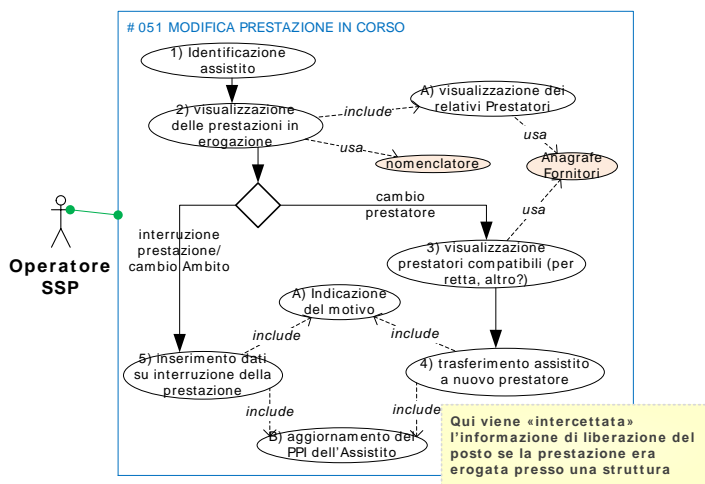 # 051 MODIFICA PRESTAZIONE IN CORSO
1) Identificazione
assistito
2) visualizzazione
delle prestazioni in
erogazione
include
A) visualizzazione dei
relativi Prestatori
usa
nomenclatore
usa
Anagrafe
Fornitori
cambio
prestatore
usa
interruzione
prestazione/
cambio Ambito
3) visualizzazione
prestatori compatibili (per
retta, altro?)
Operatore
SSP
A) Indicazione
del motivo
include
include
5) inserimento dati
su interruzione della
prestazione
4) trasferimento assistito
a nuovo prestatore
include
include
B) aggiornamento del
PPI dell'Assistito
Qui viene «intercettata»
l'informazione di liberazione del
posto se la prestazione era
erogata presso una struttura